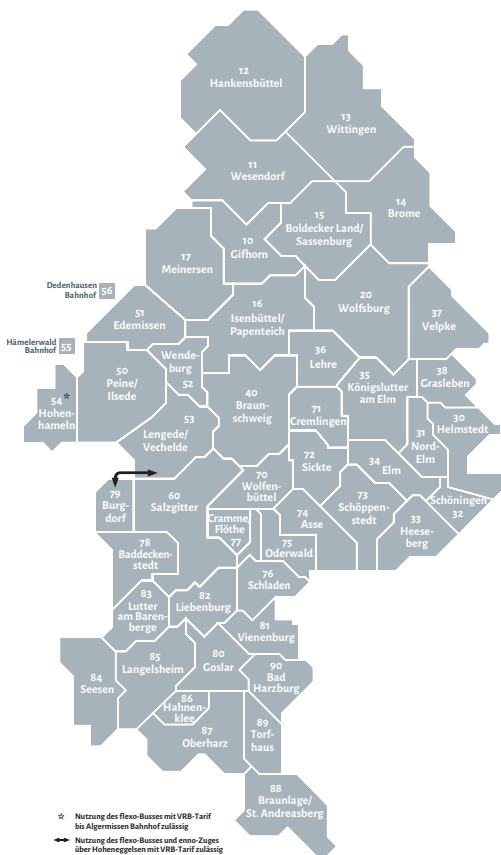 12
Hankensbüttel
13
Wittingen
11
Wesendorf
14
Brome
15
Boldecker Land/
Sassenburg
10
Gifhorn
17
Meinersen
Dedenhausen
Bahnhof
56
20
Wolfsburg
16
Isenbüttel/
Papenteich
37
Velpke
51
Edemissen
Hämelerwald
Bahnhof
55
Wende-
burg
52
36
Lehre
50
Peine/
Ilsede
35
Königslutter
am Elm
38
Grasleben
54 *
Hohen-
hameln
40
Braun-
schweig
71
Cremlingen
30
Helmstedt
31
Nord-
Elm
53
Lengede/
Vechelde
72
Sickte
34
Elm
70
Wolfen-
büttel
79
Burg-
dorf
60
Salzgitter
73
Schöppen-
stedt
Schöningen
32
74
Asse
33
Heese-
berg
Cramme/
Flöthe
77
78
Baddecken-
stedt
75
Oderwald
76
Schladen
83
Lutter
am Baren-
berge
82
Liebenburg
81
Vienenburg
80
Goslar
85
Langelsheim
84
Seesen
90
Bad
Harzburg
86
Hahnen-
klee
87
Oberharz
89
Torf-
haus
88
Braunlage/
St. Andreasberg
* Nutzung des flexo-Busses mit VRB-Tarif
bis Algermissen Bahnhof zulässig
↔ Nutzung des flexo-Busses und enno-Zuges
über Hoheneggelsen mit VRB-Tarif zulässig